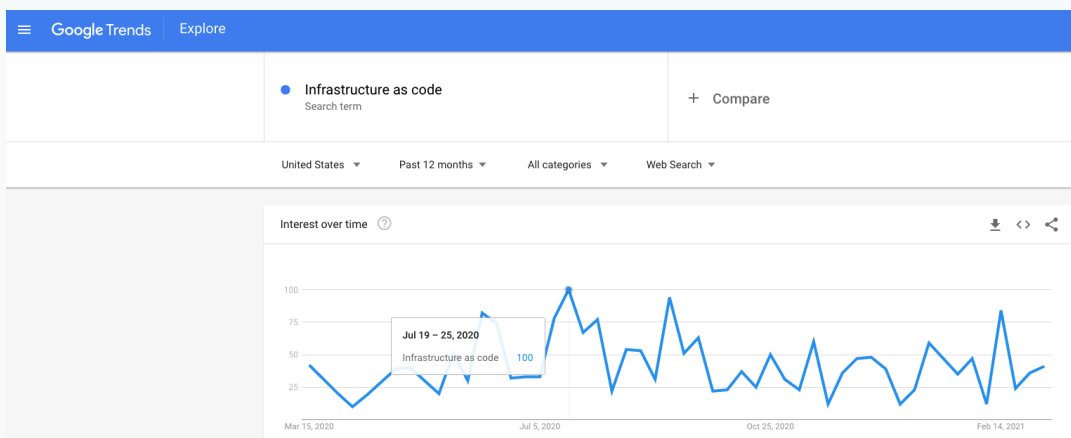 Google Trends Explore
Infrastructure as code
Search term
+ Compare
United States Past 12 months All categories Web Search
Interest over time ?
100
75
50
25
Jul 19 – 25, 2020
Infrastructure as code 100
Mar 15, 2020 Jul 5, 2020 Oct 25, 2020 Feb 14, 2021